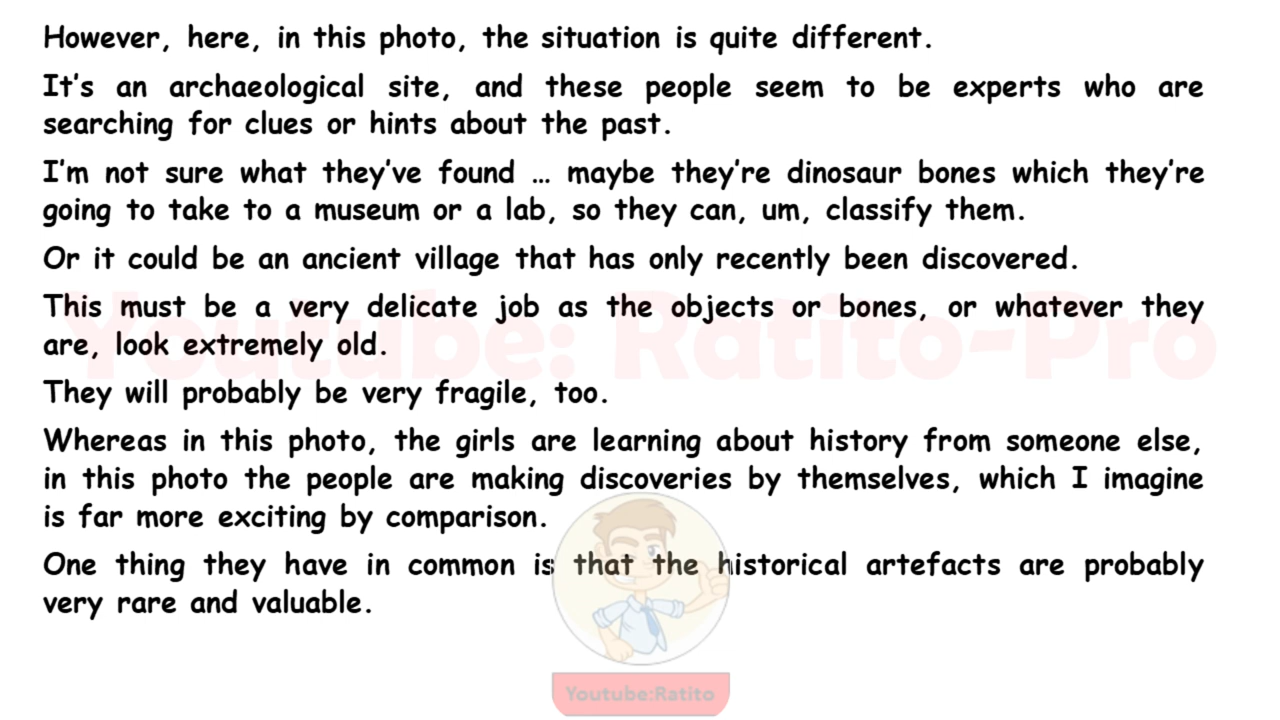 However, here, in this photo, the situation is quite different.
It's an archaeological site, and these people seem to be experts who are
searching for clues or hints about the past.
I'm not sure what they've found … maybe they're dinosaur bones which they're
going to take to a museum or a lab, so they can, um, classify them.
Or it could be an ancient village that has only recently been discovered.
This must be a very delicate job as the objects or bones, or whatever they
are, look extremely old.
Youtube: Ratito-Pro
They will probably be very fragile, too.
Whereas in this photo, the girls are learning about history from someone else,
in this photo the people are making discoveries by themselves, which I imagine
is far more exciting by comparison.
One thing they have in common is that the historical artefacts are probably
very rare and valuable.
Youtube:Ratito